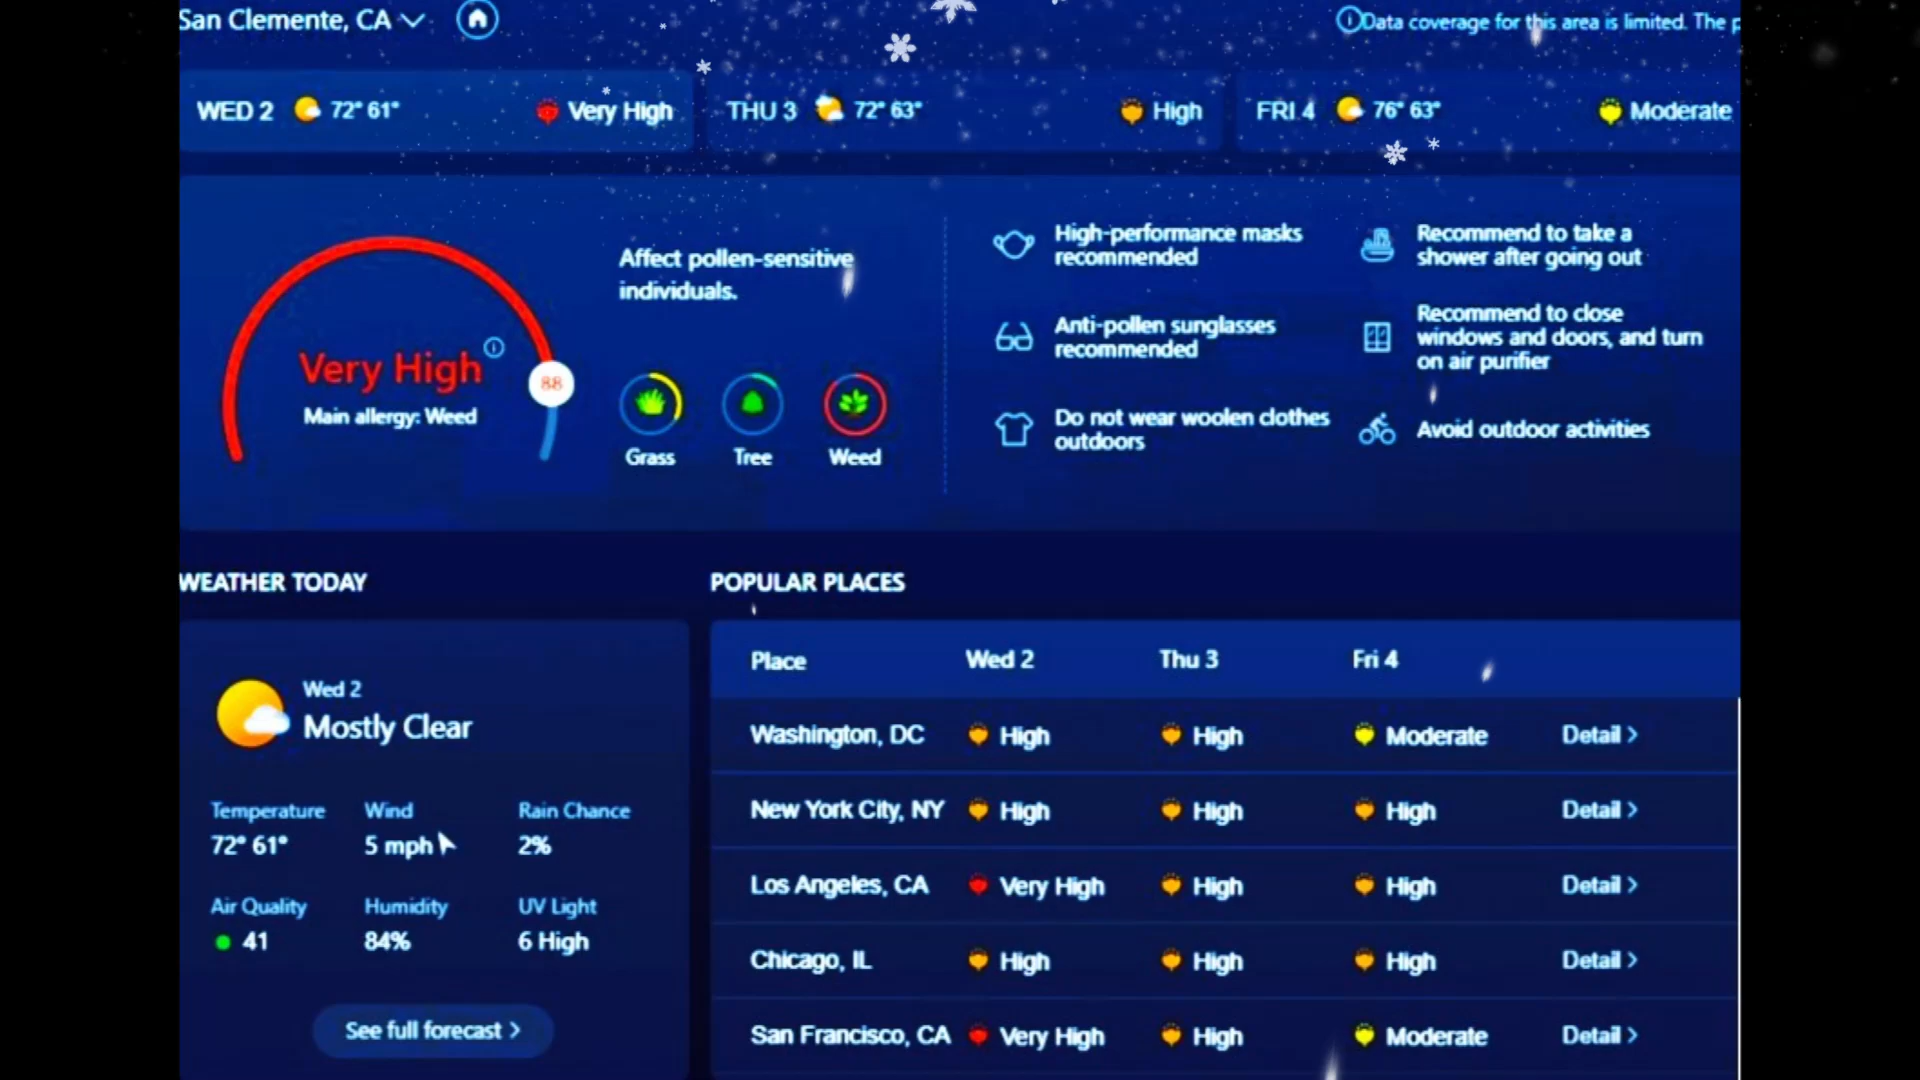 San Clemente, CA
Data coverage for this area is limited. The
WED 2 72° 61° Very High
THU 3 72° 63° High
FRI 4 76° 63° Moderate
Very High
88
Main allergy: Weed
Affect pollen-sensitive
individuals.
Grass Tree Weed
High-performance masks
recommended
Recommend to take a
shower after going out
Anti-pollen sunglasses
recommended
Recommend to close
windows and doors, and turn
on air purifier
Do not wear woolen clothes
outdoors
Avoid outdoor activities
WEATHER TODAY
Wed 2
Mostly Clear
Temperature Wind Rain Chance
72° 61° 5 mph 2%
Air Quality Humidity UV Light
41 84% 6 High
See full forecast >
POPULAR PLACES
Place Wed 2 Thu 3 Fri 4
Washington, DC High High Moderate Detail >
New York City, NY High High High Detail >
Los Angeles, CA Very High High High Detail >
Chicago, IL High High High Detail >
San Francisco, CA Very High High Moderate Detail >